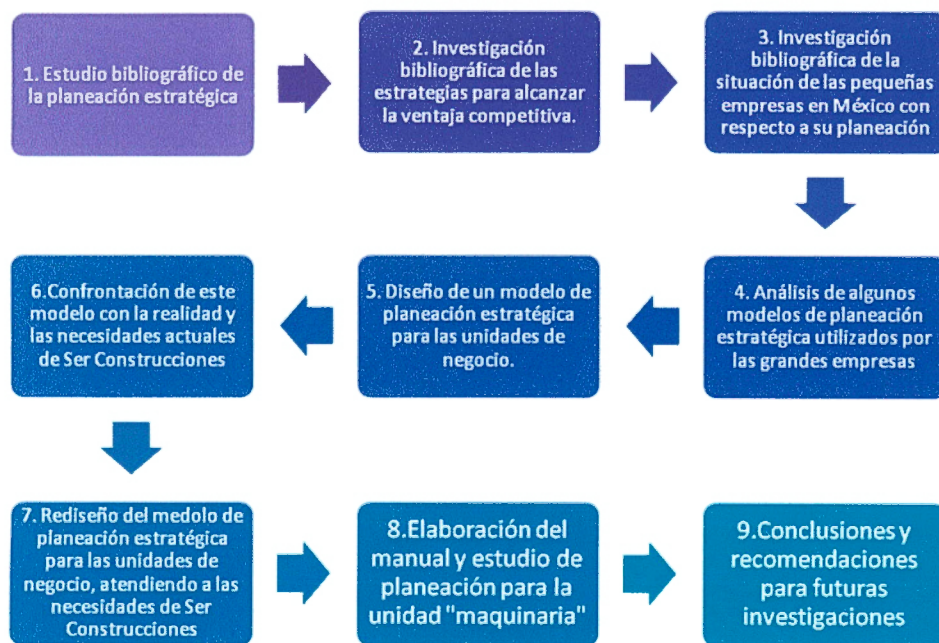 1. Estudio bibliográfico de
la planeación estratégica
2. Investigación
bibliográfica de las
estrategias para alcanzar
la ventaja competitiva.
3. Investigación
bibliográfica de la
situación de las pequeñas
empresas en México con
respecto a su planeación
4. Análisis de algunos
modelos de planeación
estratégica utilizados por
las grandes empresas
5. Diseño de un modelo de
planeación estratégica
para las unidades de
negocio.
6.Confrontación de este
modelo con la realidad y
las necesidades actuales
de Ser Construcciones
7. Rediseño del medolo de
planeación estratégica
para las unidades de
negocio, atendiendo a las
necesidades de Ser
Construcciones
8.Elaboración del
manual y estudio de
planeación para la
unidad "maquinaria"
9.Conclusiones y
recomendaciones
para futuras
investigaciones